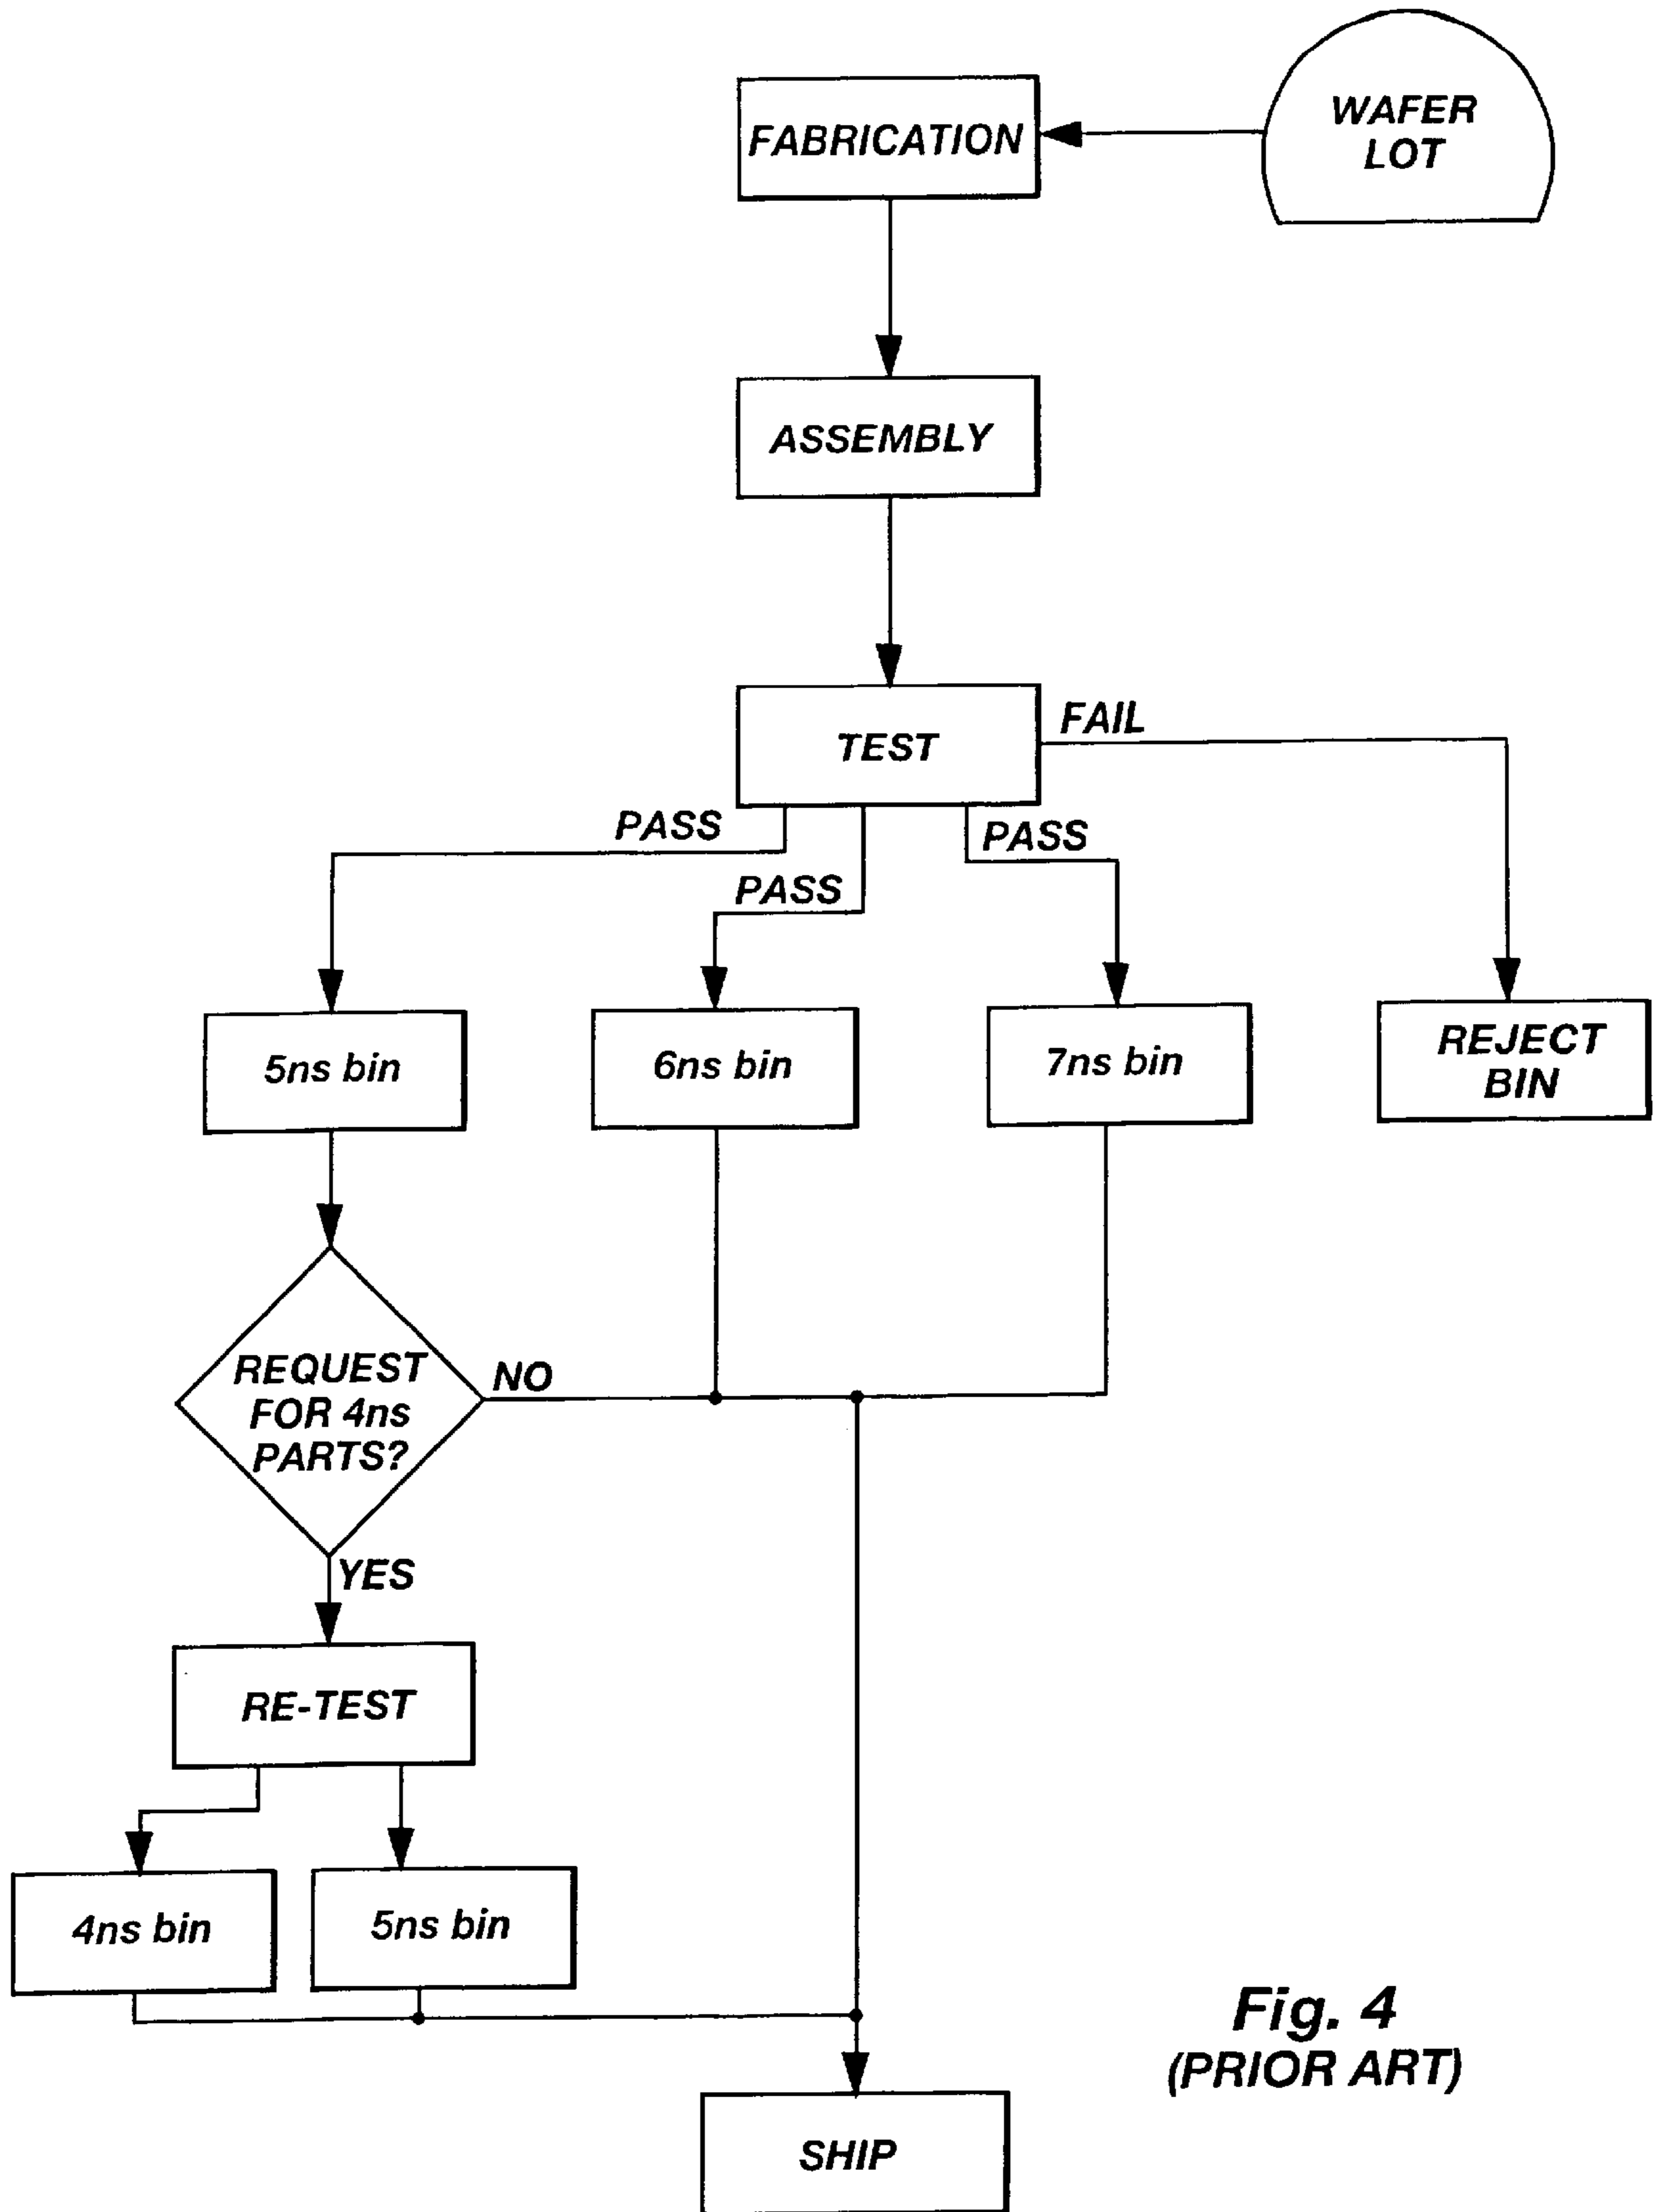 WAFER
LOT
FABRICATION
ASSEMBLY
TEST
FAIL
PASS
PASS
PASS
5ns bin
6ns bin
7ns bin
REJECT
BIN
REQUEST
FOR 4ns
PARTS?
NO
YES
RE-TEST
4ns bin
5ns bin
Fig. 4
(PRIOR ART)
SHIP